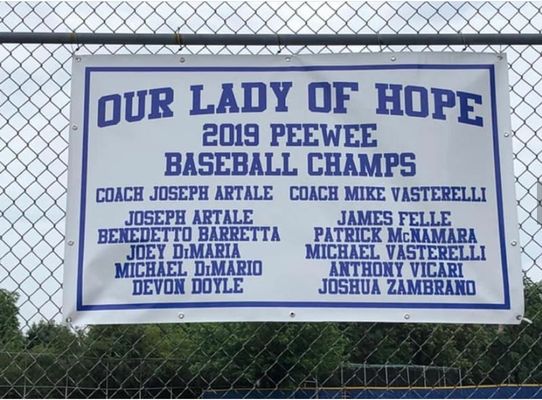 OUR LADY OF HOPE
2019 PEEWEE
BASEBALL CHAMPS
COACH JOSEPH ARTALE COACH MIKE VASTERELLI
JOSEPH ARTALE JAMES FELLE
BENEDETTO BARRETTA PATRICK McNAMARA
JOEY DiMARIA MICHAEL VASTERELLI
MICHAEL DiMARIO ANTHONY VICARI
DEVON DOYLE JOSHUA ZAMBRANO